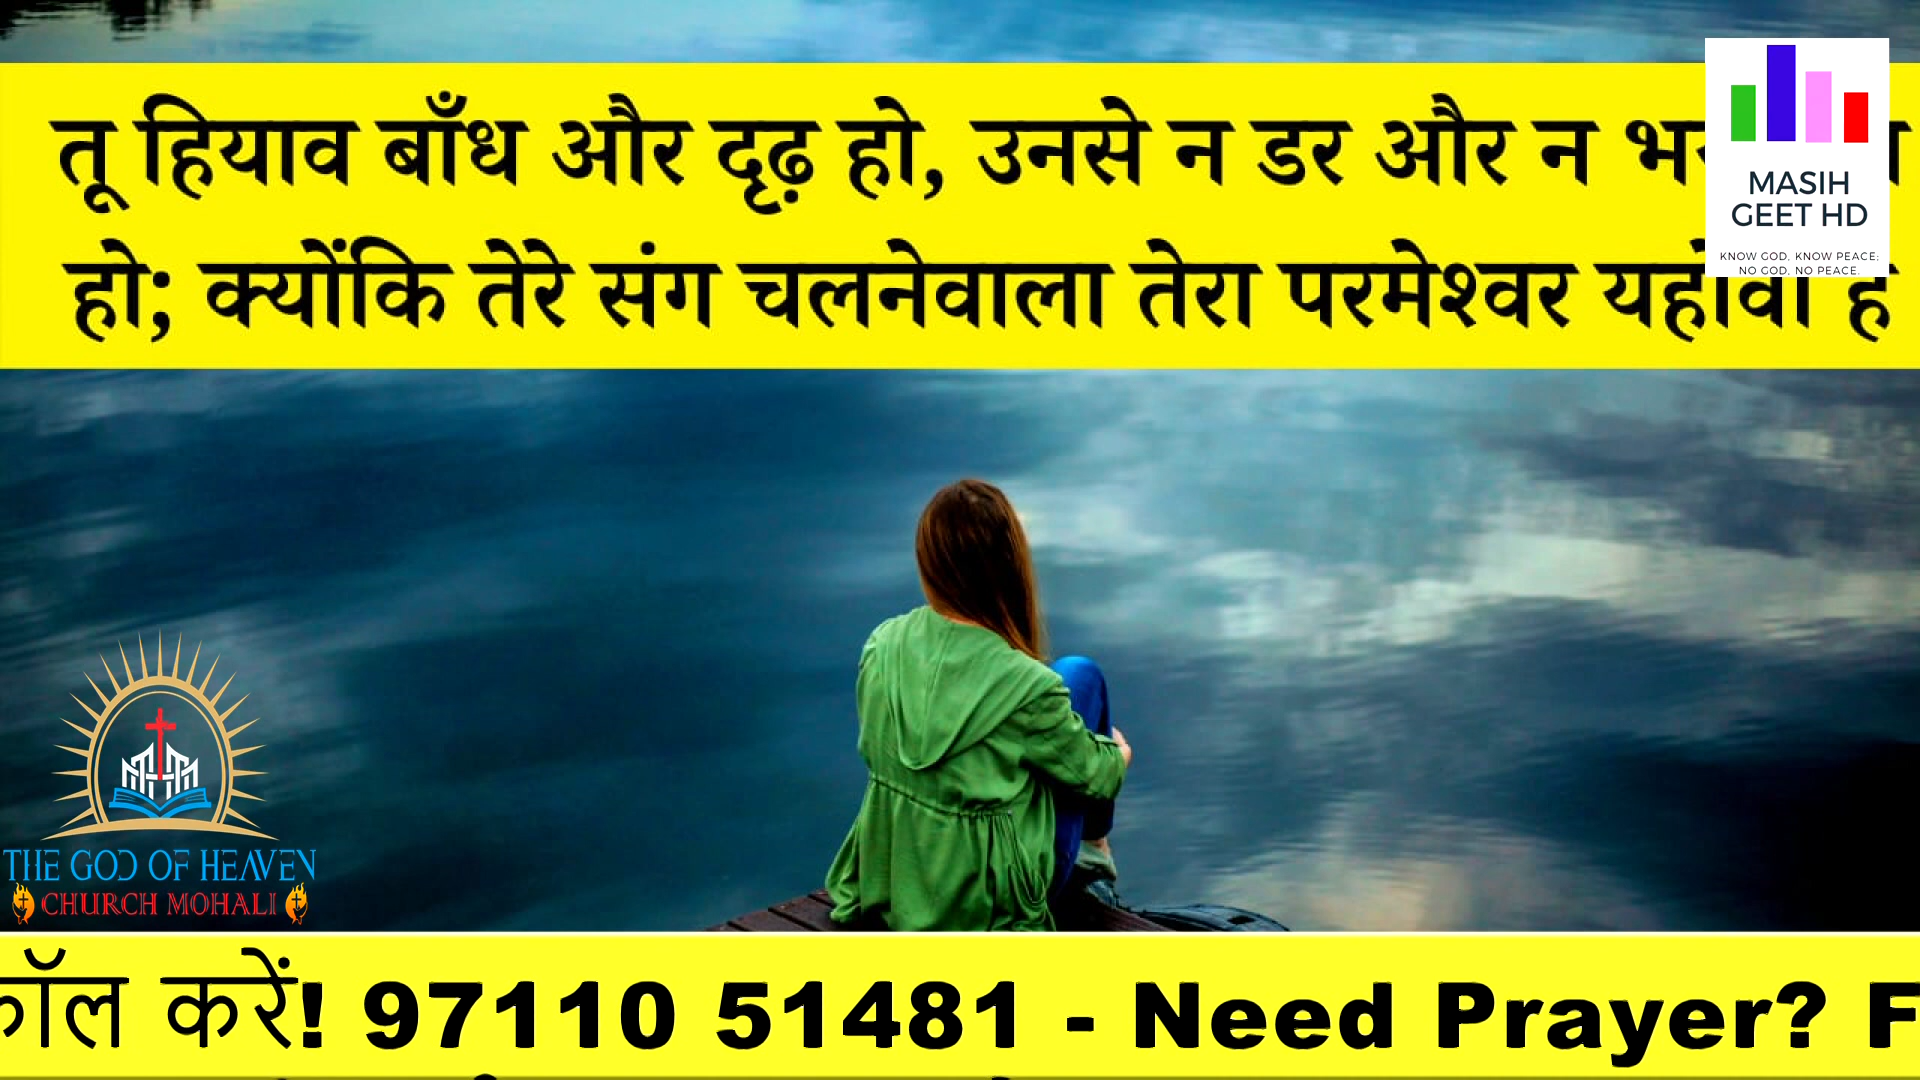 तू हियाव बाँध और दृढ़ हो, उनसे न डर और न
हो; क्योंकि तेरे संग चलनेवाला तेरा परमेश्वर यहोवा है
MASIH
GEET HD
KNOW GOD, KNOW PEACE;
NO GOD, NO PEACE.
THE GOD OF HEAVEN
CHURCH MOHALI
कॉल करें! 97110 51481 - Need Prayer? F